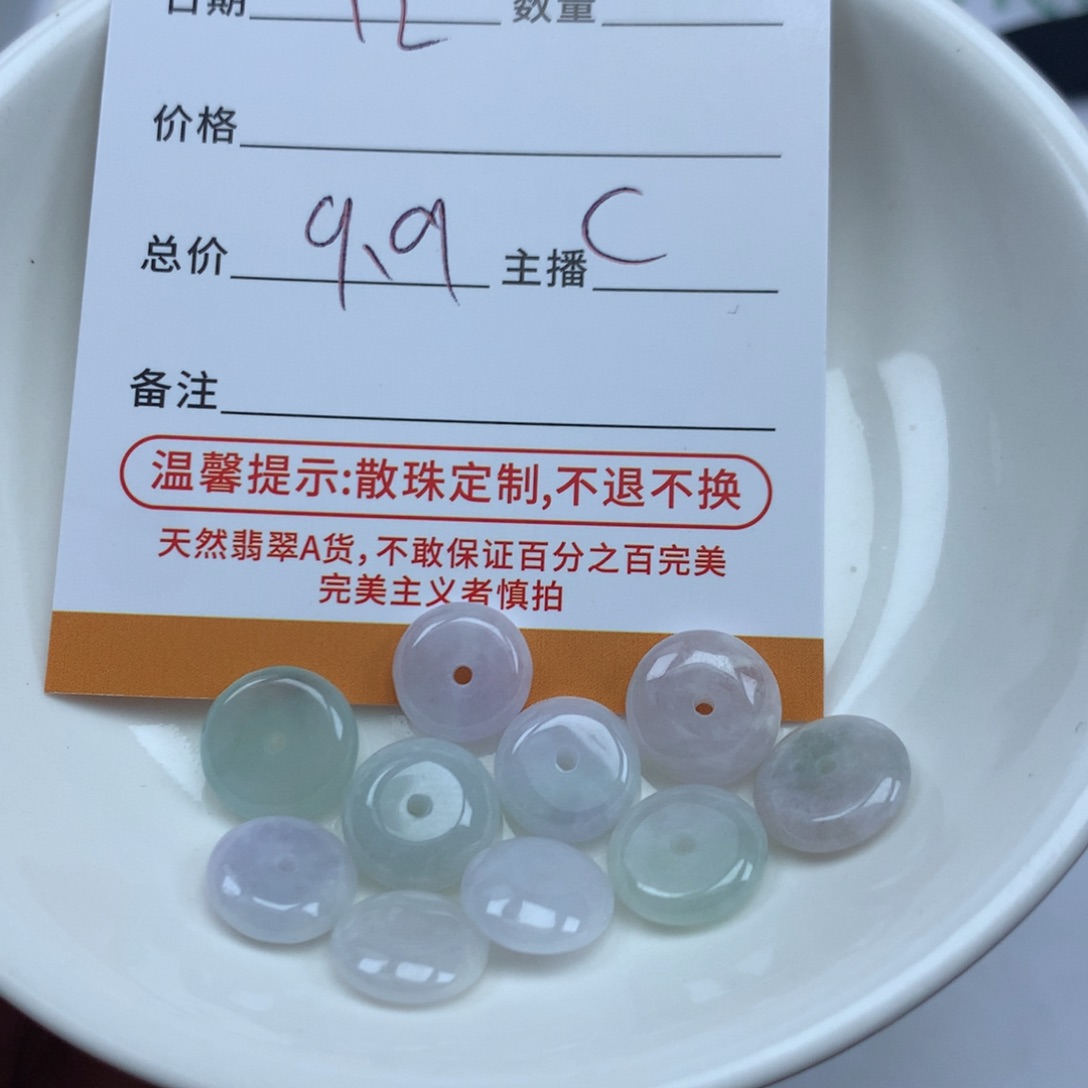 日期 12 数量
价格
总价 9.9 主播 C
备注
温馨提示:散珠定制,不退不换
天然翡翠A货,不敢保证百分之百完美
完美主义者慎拍